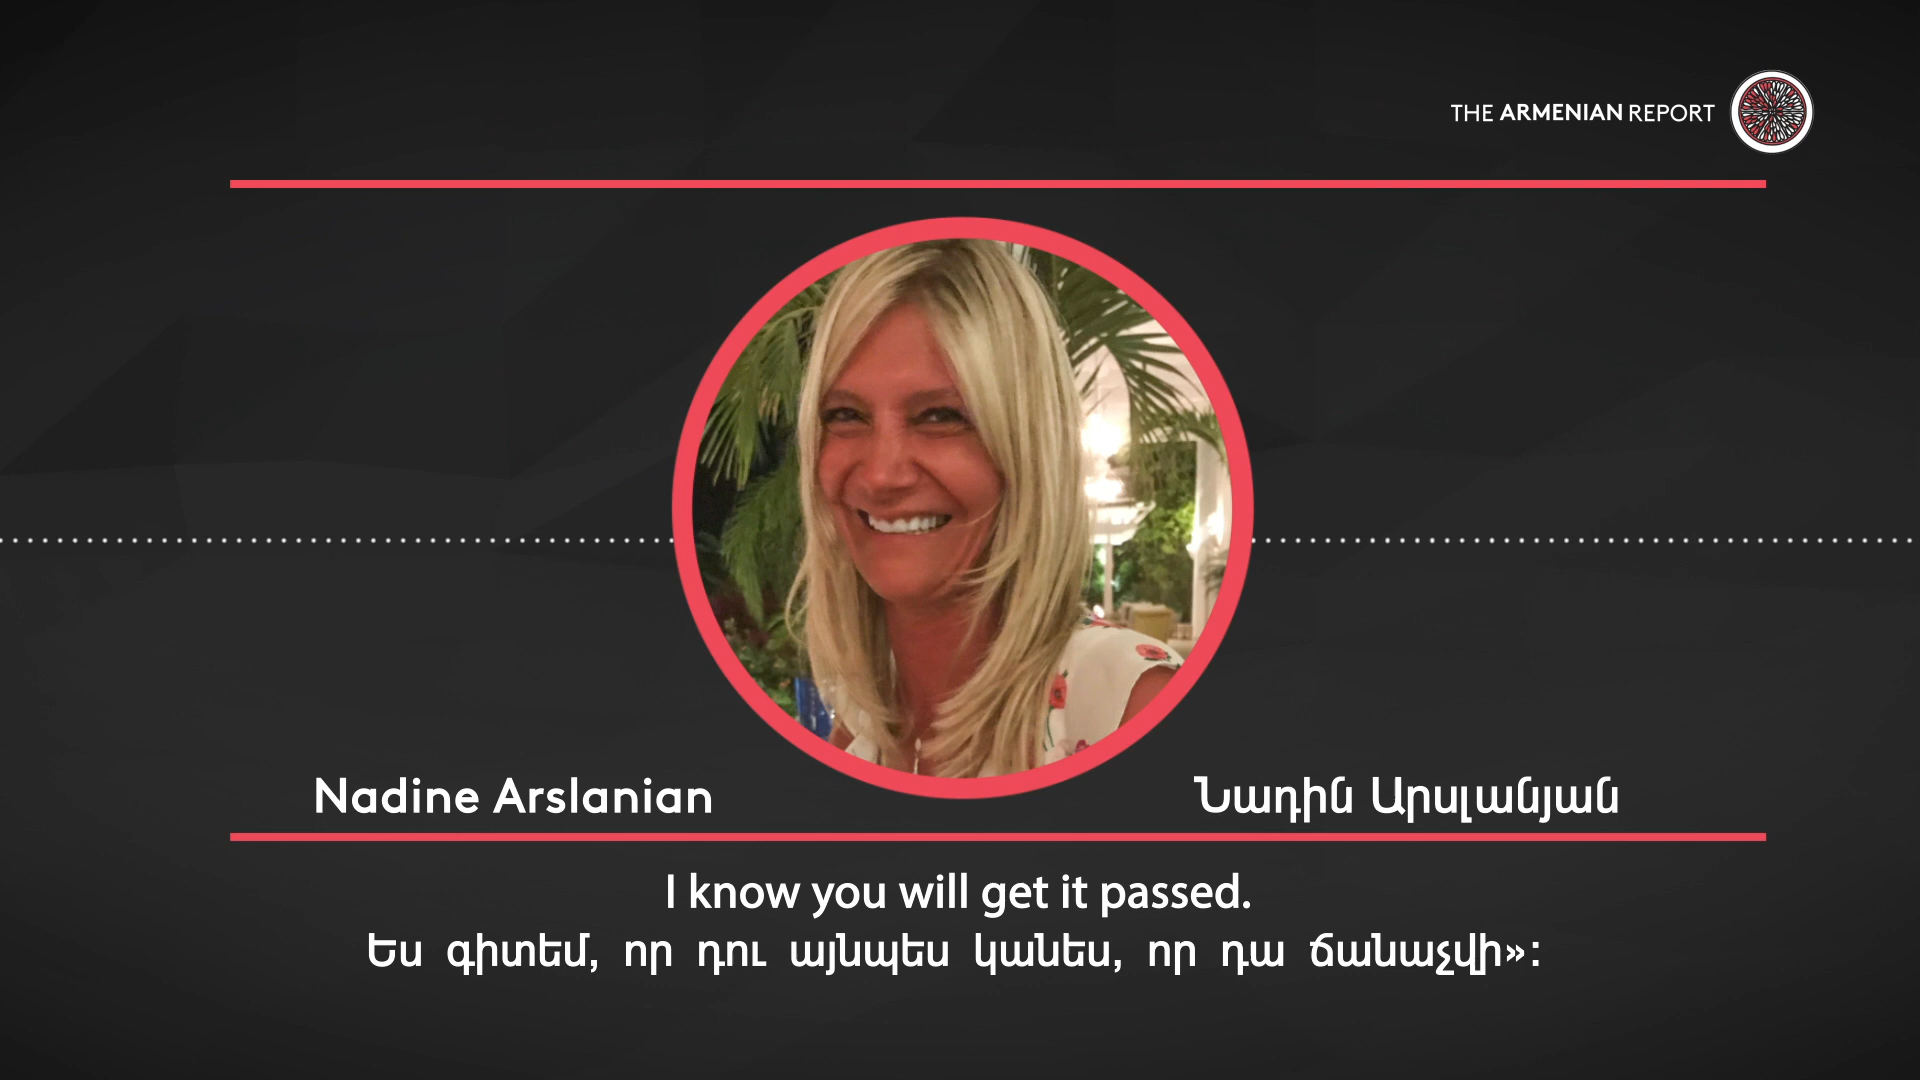 THE ARMENIAN REPORT
Nadine Arslanian
Նադին Արսլանյան
I know you will get it passed.
Ես գիտեմ, որ դու այնպես կանես, որ դա ճանաչվի»: